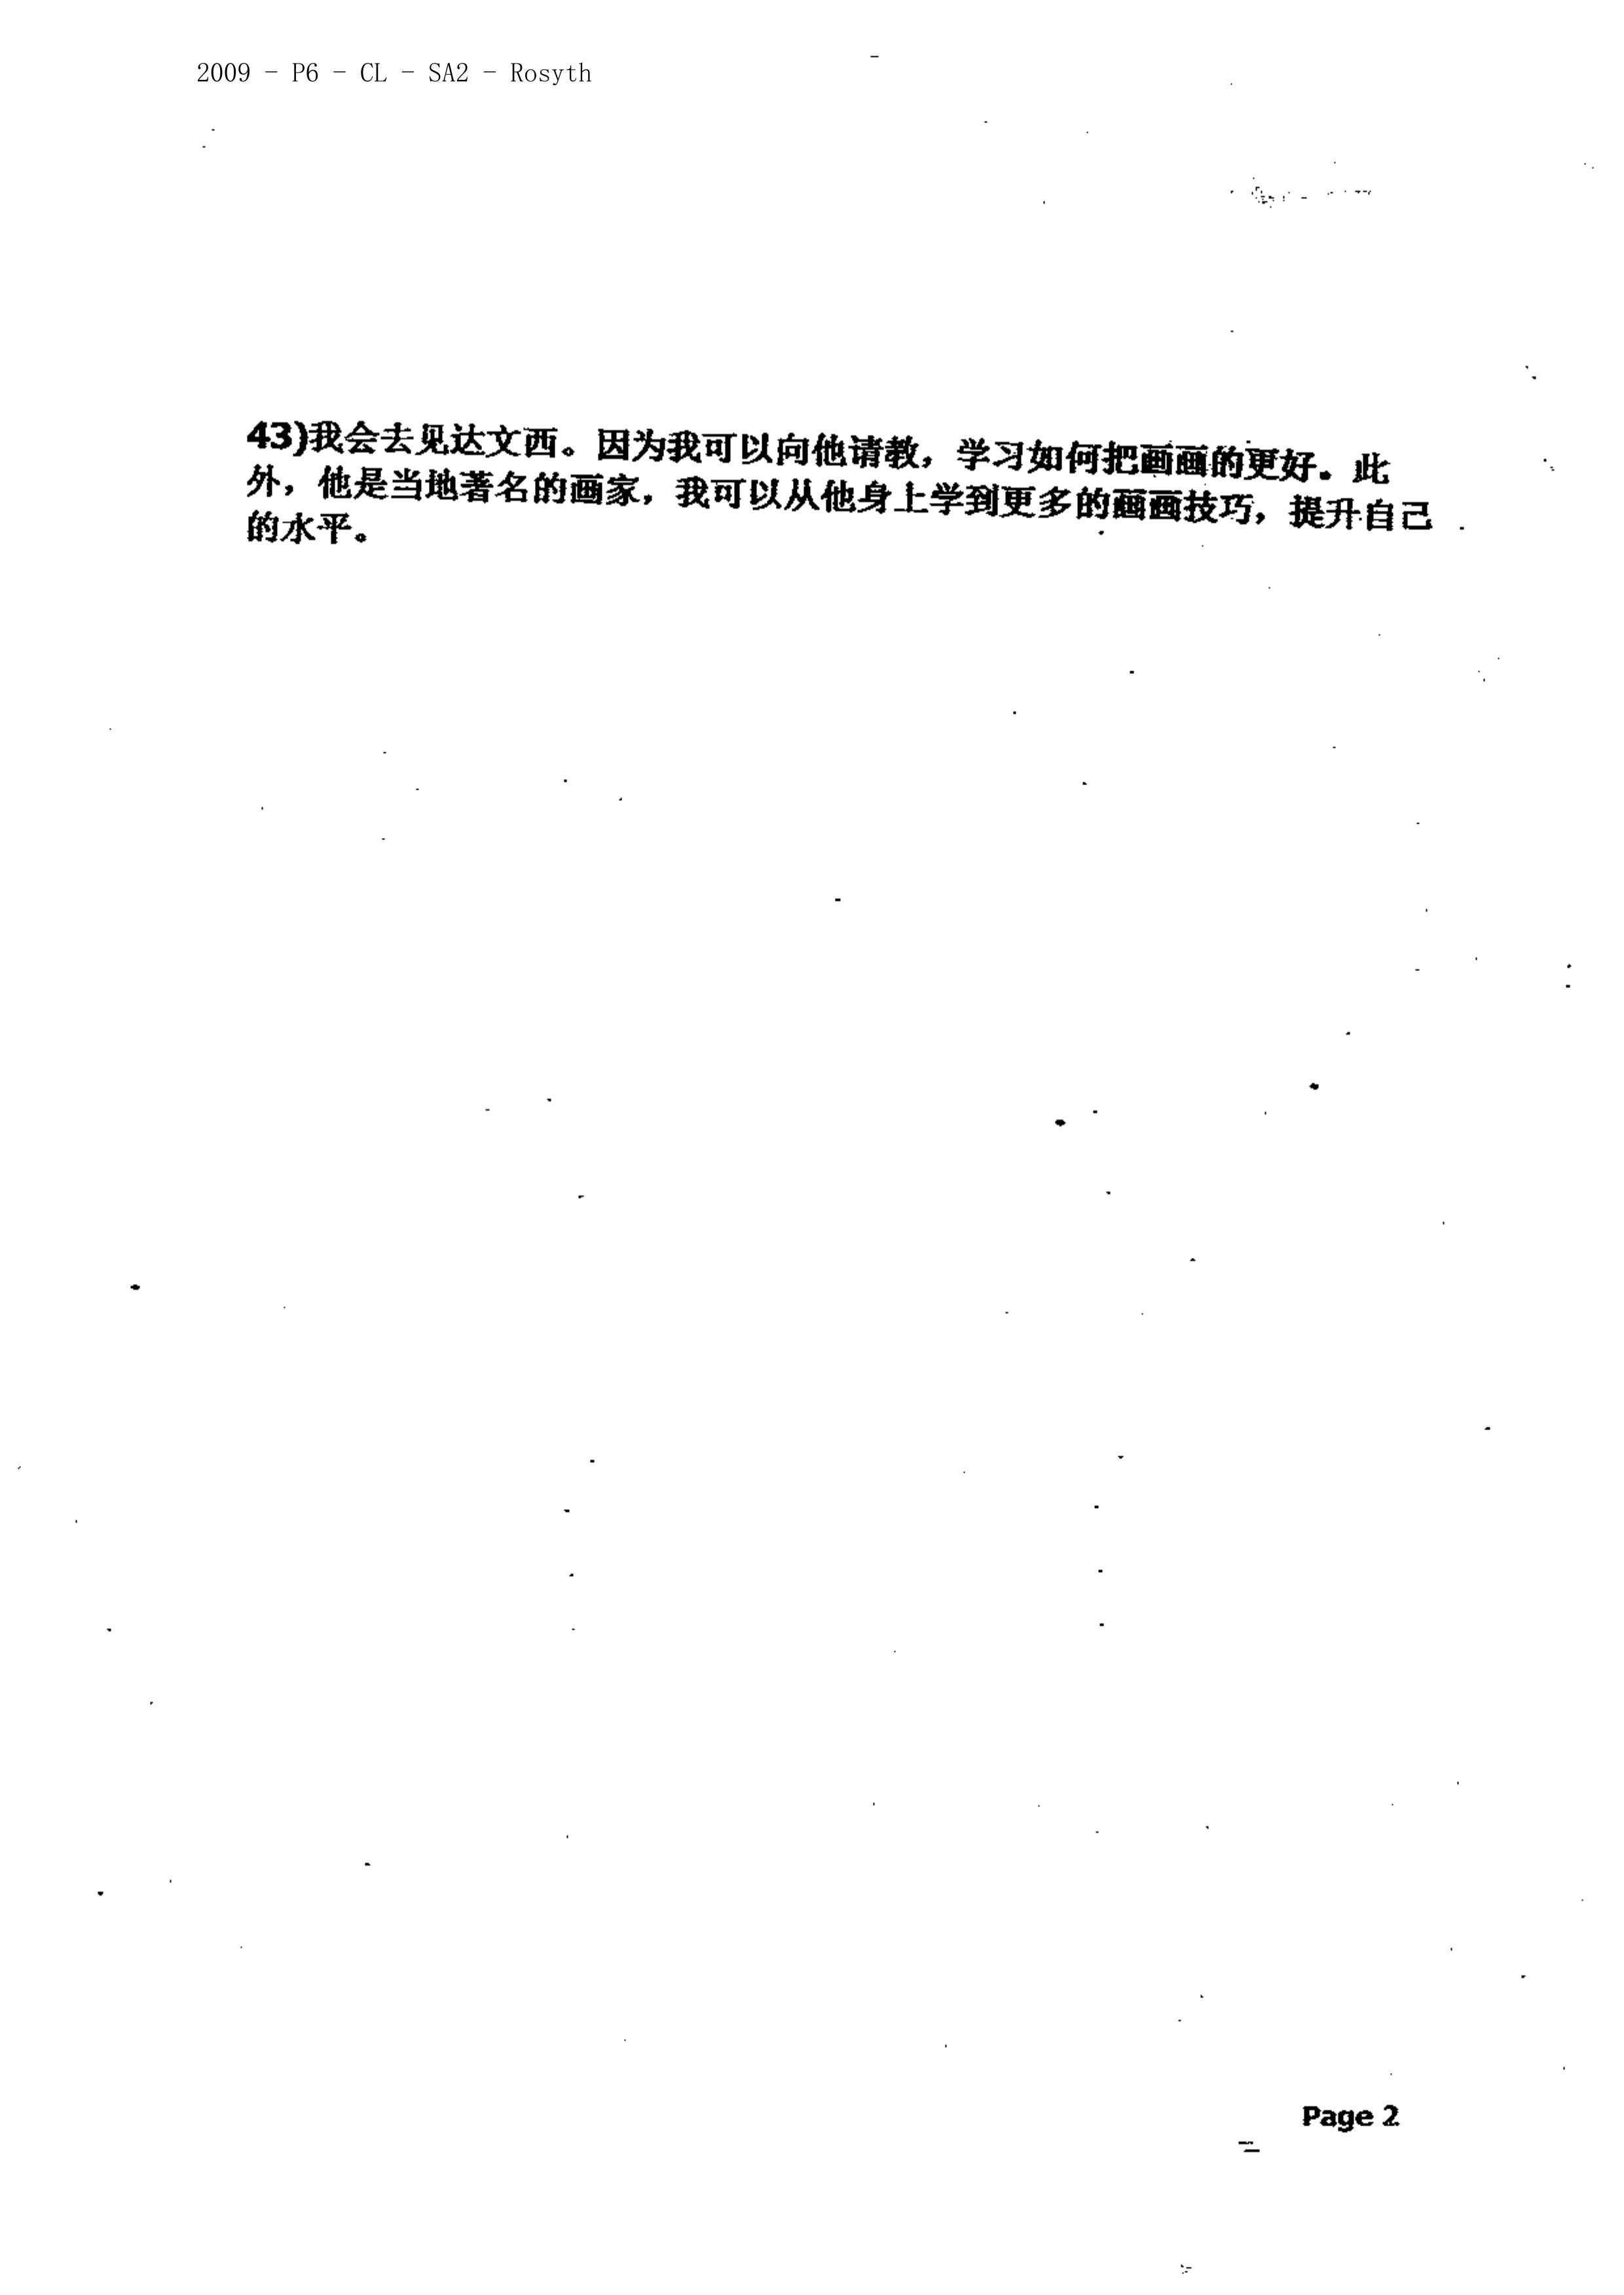 2009 - P6 - CL - SA2 - Rosyth
43)我会去见达文西。因为我可以向他请教，学习如何把画画的更好。此
外，他是当地著名的画家，我可以从他身上学到更多的画画技巧，提升自己
的水平。
Page 2